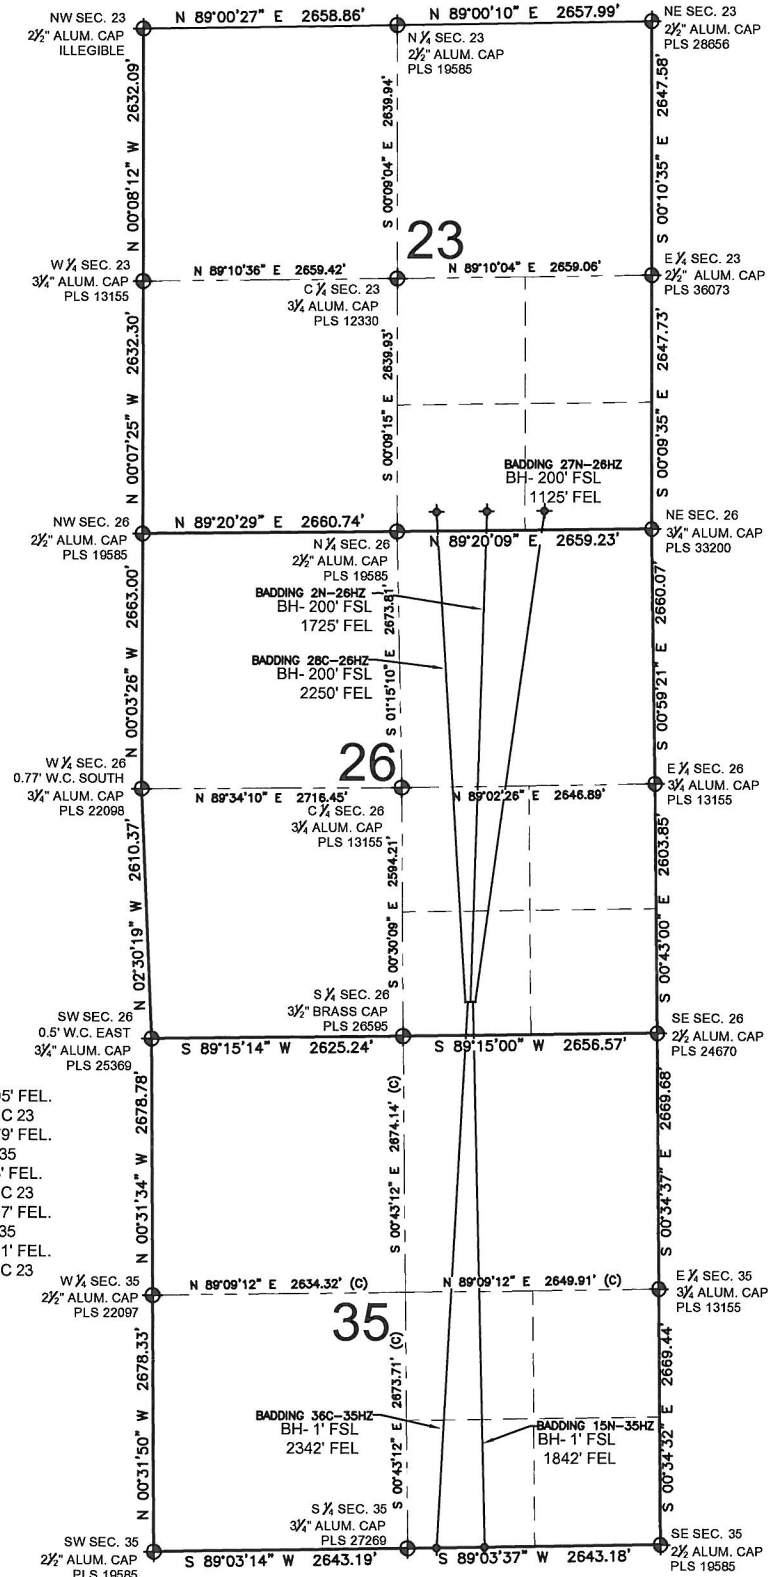 NW SEC. 23
2½" ALUM. CAP
ILLEGIBLE
N 89°00'27" E 2658.86'
N 89°00'10" E 2657.99'
NE SEC. 23
2½" ALUM. CAP
PLS 28656
N ¼ SEC. 23
2½" ALUM. CAP
PLS 19585
N 00°08'12" W 2632.09'
S 00°09'04" E 2639.94'
S 00°10'35" E 2647.58'
23
W ¼ SEC. 23
3¼" ALUM. CAP
PLS 13155
N 89°10'36" E 2659.42'
N 89°10'04" E 2659.06'
E ¼ SEC. 23
2½" ALUM. CAP
PLS 36073
C ¼ SEC. 23
3¼ ALUM. CAP
PLS 12330
N 00°07'25" W 2632.30'
S 00°09'15" E 2639.93'
S 00°09'35" E 2647.73'
BADDING 27N-26HZ
BH- 200' FSL
1125' FEL
NW SEC. 26
2½" ALUM. CAP
PLS 19585
N 89°20'29" E 2660.74'
N 89°20'09" E 2659.23'
NE SEC. 26
3¼" ALUM. CAP
PLS 33200
N ¼ SEC. 26
2½" ALUM. CAP
PLS 19585
BADDING 2N-26HZ
BH- 200' FSL
1725' FEL
BADDING 28C-26HZ
BH- 200' FSL
2250' FEL
N 00°03'26" W 2663.00'
S 01°15'10" E 2673.81'
S 00°59'21" E 2660.07'
26
W ¼ SEC. 26
0.77' W.C. SOUTH
3¼" ALUM. CAP
PLS 22098
N 89°34'10" E 2716.45'
N 89°02'26" E 2646.89'
E ¼ SEC. 26
3¼ ALUM. CAP
PLS 13155
C ¼ SEC. 26
3¼ ALUM. CAP
PLS 13155
N 02°30'19" W 2610.37'
S 00°30'09" E 2594.21'
S 00°43'00" E 2603.85'
S ¼ SEC. 26
3½" BRASS CAP
PLS 26595
SW SEC. 26
0.5' W.C. EAST
3¼" ALUM. CAP
PLS 25369
S 89°15'14" W 2625.24'
S 89°15'00" W 2656.57'
SE SEC. 26
2½ ALUM. CAP
PLS 24670
5' FEL.
C 23
9' FEL.
35
' FEL.
C 23
7' FEL.
35
1' FEL.
C 23
N 00°31'34" W 2678.78'
S 00°43'12" E 2674.14' (C)
S 00°34'37" E 2669.68'
W ¼ SEC. 35
2½" ALUM. CAP
PLS 22097
N 89°09'12" E 2634.32' (C)
N 89°09'12" E 2649.91' (C)
E ¼ SEC. 35
3¼ ALUM. CAP
PLS 13155
35
N 00°31'50" W 2678.33'
S 00°43'12" E 2673.71' (C)
S 00°34'32" E 2669.44'
BADDING 36C-35HZ
BH- 1' FSL
2342' FEL
BADDING 15N-35HZ
BH- 1' FSL
1842' FEL
S ¼ SEC. 35
3¼" ALUM. CAP
PLS 27269
SW SEC. 35
2½" ALUM. CAP
PLS 19585
S 89°03'14" W 2643.19'
S 89°03'37" W 2643.18'
SE SEC. 35
2½ ALUM. CAP
PLS 19585